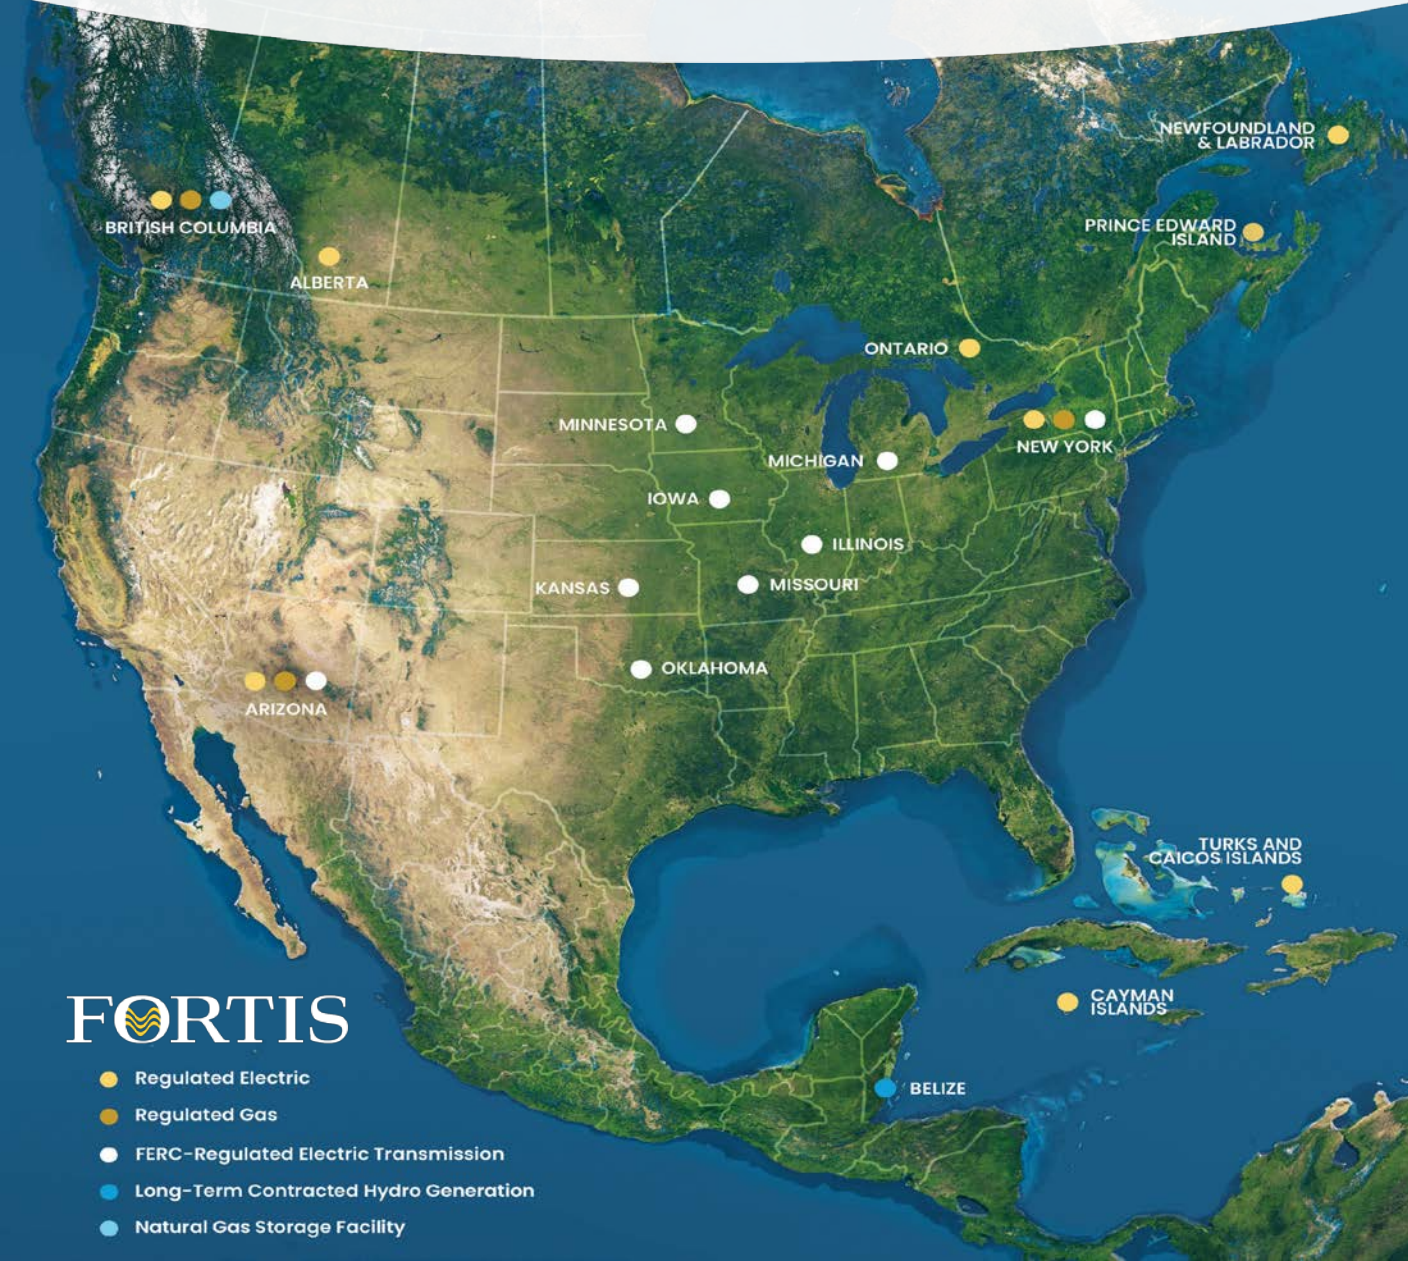 NEWFOUNDLAND
& LABRADOR
BRITISH COLUMBIA
PRINCE EDWARD
ISLAND
ALBERTA
ONTARIO
MINNESOTA
NEW YORK
MICHIGAN
IOWA
ILLINOIS
KANSAS
MISSOURI
OKLAHOMA
ARIZONA
TURKS AND
CAICOS ISLANDS
CAYMAN
ISLANDS
BELIZE
FORTIS
Regulated Electric
Regulated Gas
FERC-Regulated Electric Transmission
Long-Term Contracted Hydro Generation
Natural Gas Storage Facility